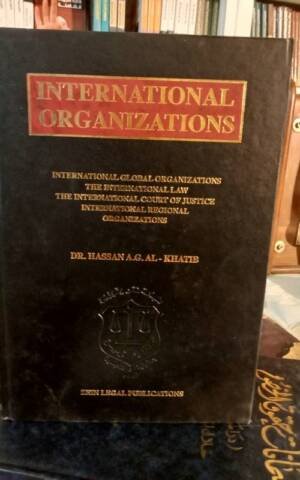 INTERNATIONAL
ORGANIZATIONS
INTERNATIONAL GLOBAL ORGANIZATIONS
THE INTERNATIONAL LAW
THE INTERNATIONAL COURT OF JUSTICE
INTERNATIONAL REGIONAL
ORGANIZATIONS
DR. HASSAN A.G. AL - KHATIB
ZEIN LEGAL PUBLICATIONS